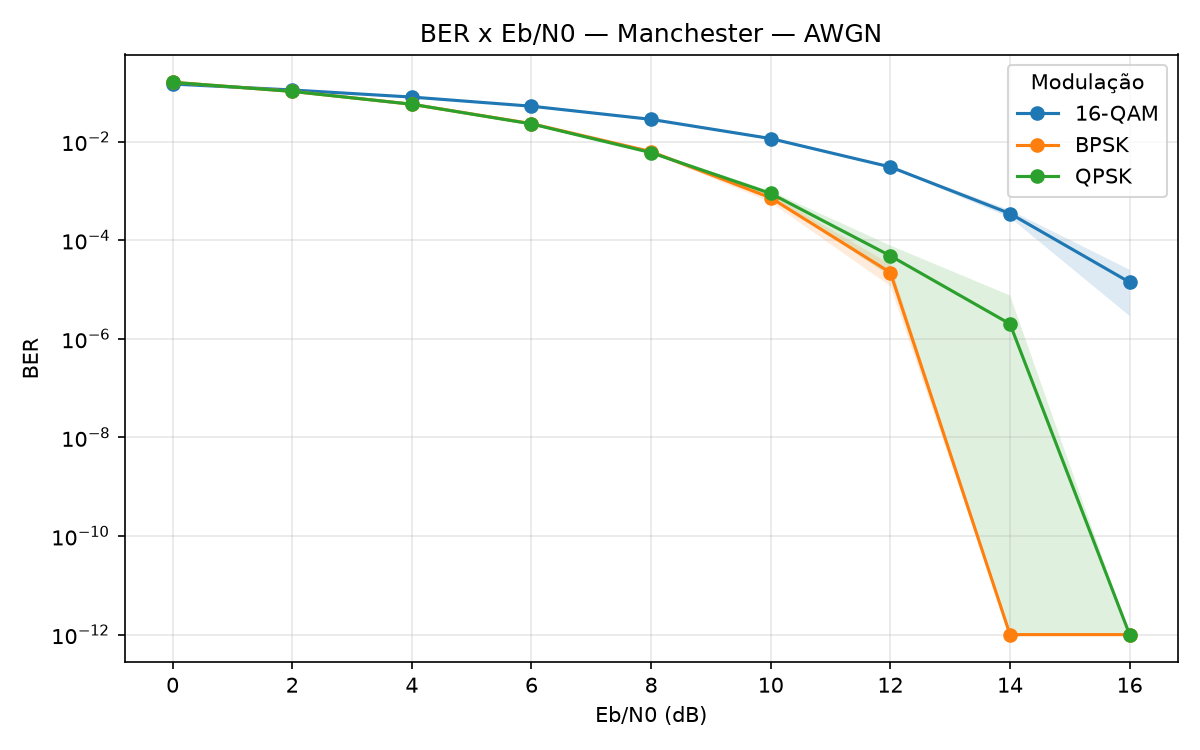 BER x Eb/N0 — Manchester — AWGN
Modulação
16-QAM
BPSK
QPSK
BER
10⁻²
10⁻⁴
10⁻⁶
10⁻⁸
10⁻¹⁰
10⁻¹²
0 2 4 6 8 10 12 14 16
Eb/N0 (dB)